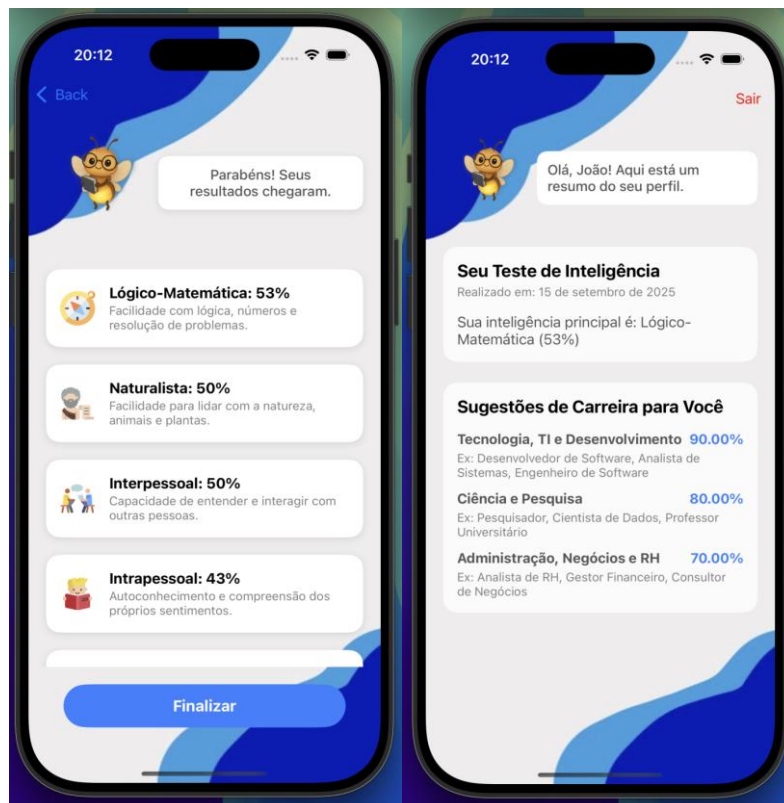 20:12
Back
Parabéns! Seus
resultados chegaram.
Lógico-Matemática: 53%
Facilidade com lógica, números e
resolução de problemas.
Naturalista: 50%
Facilidade para lidar com a natureza,
animais e plantas.
Interpessoal: 50%
Capacidade de entender e interagir com
outras pessoas.
Intrapessoal: 43%
Autoconhecimento e compreensão dos
próprios sentimentos.
Finalizar
20:12
Sair
Olá, João! Aqui está um
resumo do seu perfil.
Seu Teste de Inteligência
Realizado em: 15 de setembro de 2025
Sua inteligência principal é: Lógico-
Matemática (53%)
Sugestões de Carreira para Você
Tecnologia, TI e Desenvolvimento 90.00%
Ex: Desenvolvedor de Software, Analista de
Sistemas, Engenheiro de Software
Ciência e Pesquisa 80.00%
Ex: Pesquisador, Cientista de Dados, Professor
Universitário
Administração, Negócios e RH 70.00%
Ex: Analista de RH, Gestor Financeiro, Consultor
de Negócios